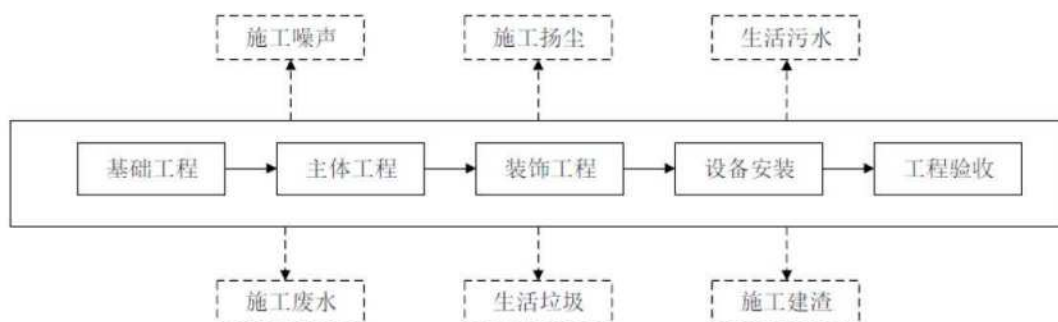 施工噪声
施工扬尘
生活污水
基础工程
主体工程
装饰工程
设备安装
工程验收
施工废水
生活垃圾
施工建渣